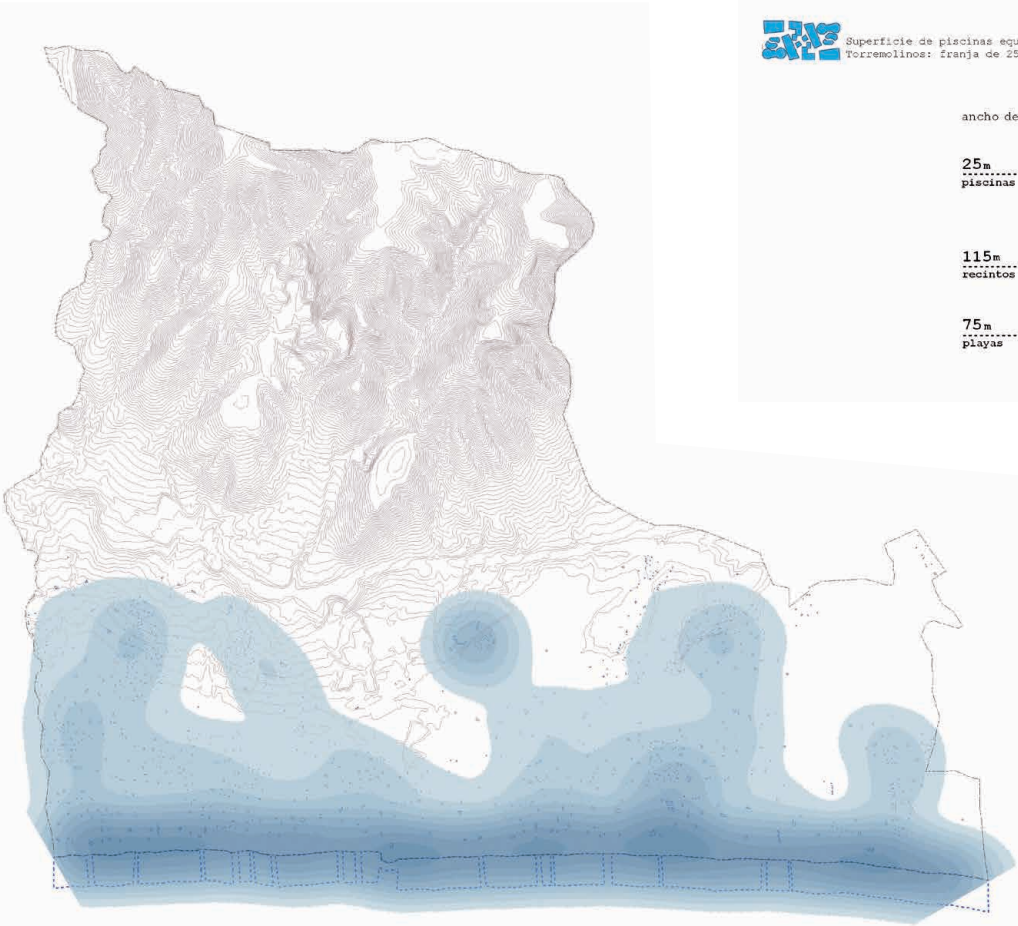 Superficie de piscinas equ
Torremolinos: franja de 25
ancho de
25m
piscinas
115m
recintos
75m
playas